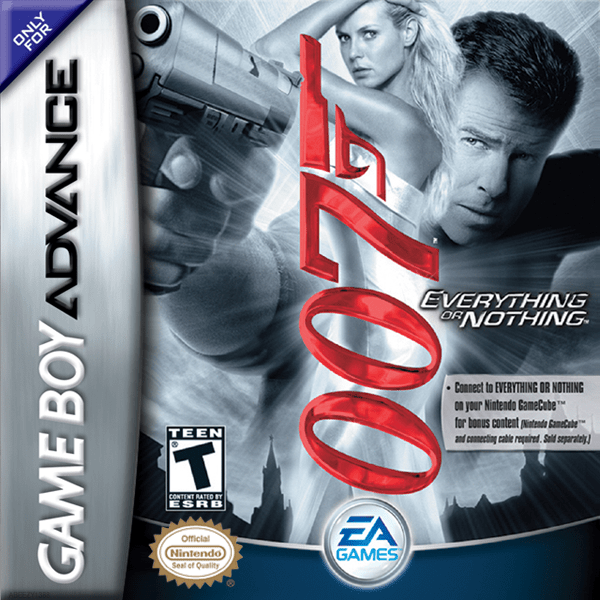 ONLY
FOR
GAME BOY ADVANCE
007
EVERYTHING
OR NOTHING™
• Connect to EVERYTHING OR NOTHING
on your Nintendo GameCube™
for bonus content (Nintendo GameCube™
and connecting cable required. Sold separately.)
TEEN
T
CONTENT RATED BY
ESRB
Official
Nintendo
Seal of Quality
®
EA
GAMES